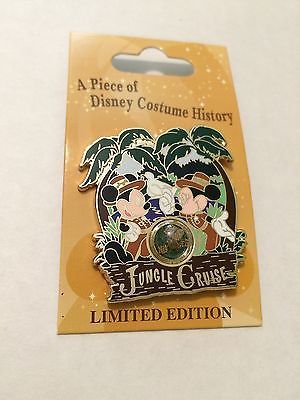 A Piece of
Disney Costume History
JUNGLE CRUISE
LIMITED EDITION